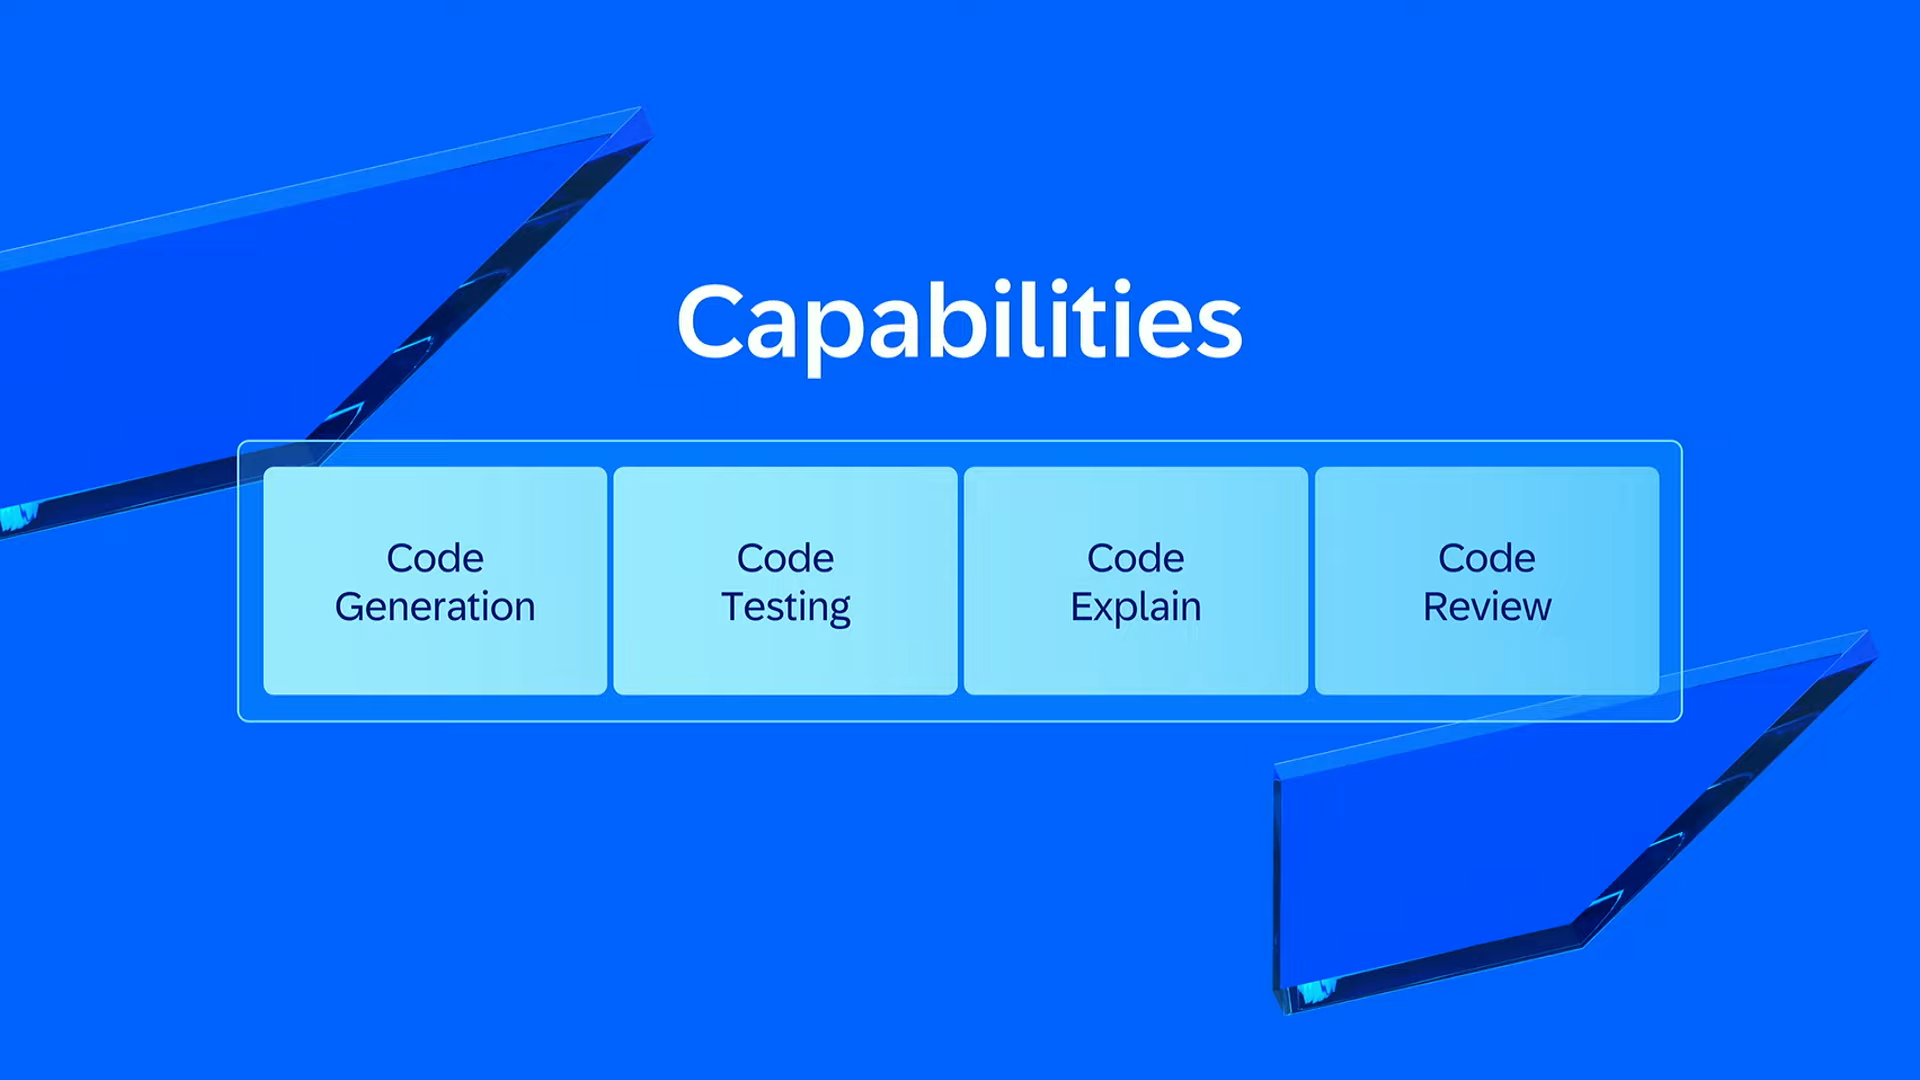 Capabilities
Code
Generation
Code
Testing
Code
Explain
Code
Review